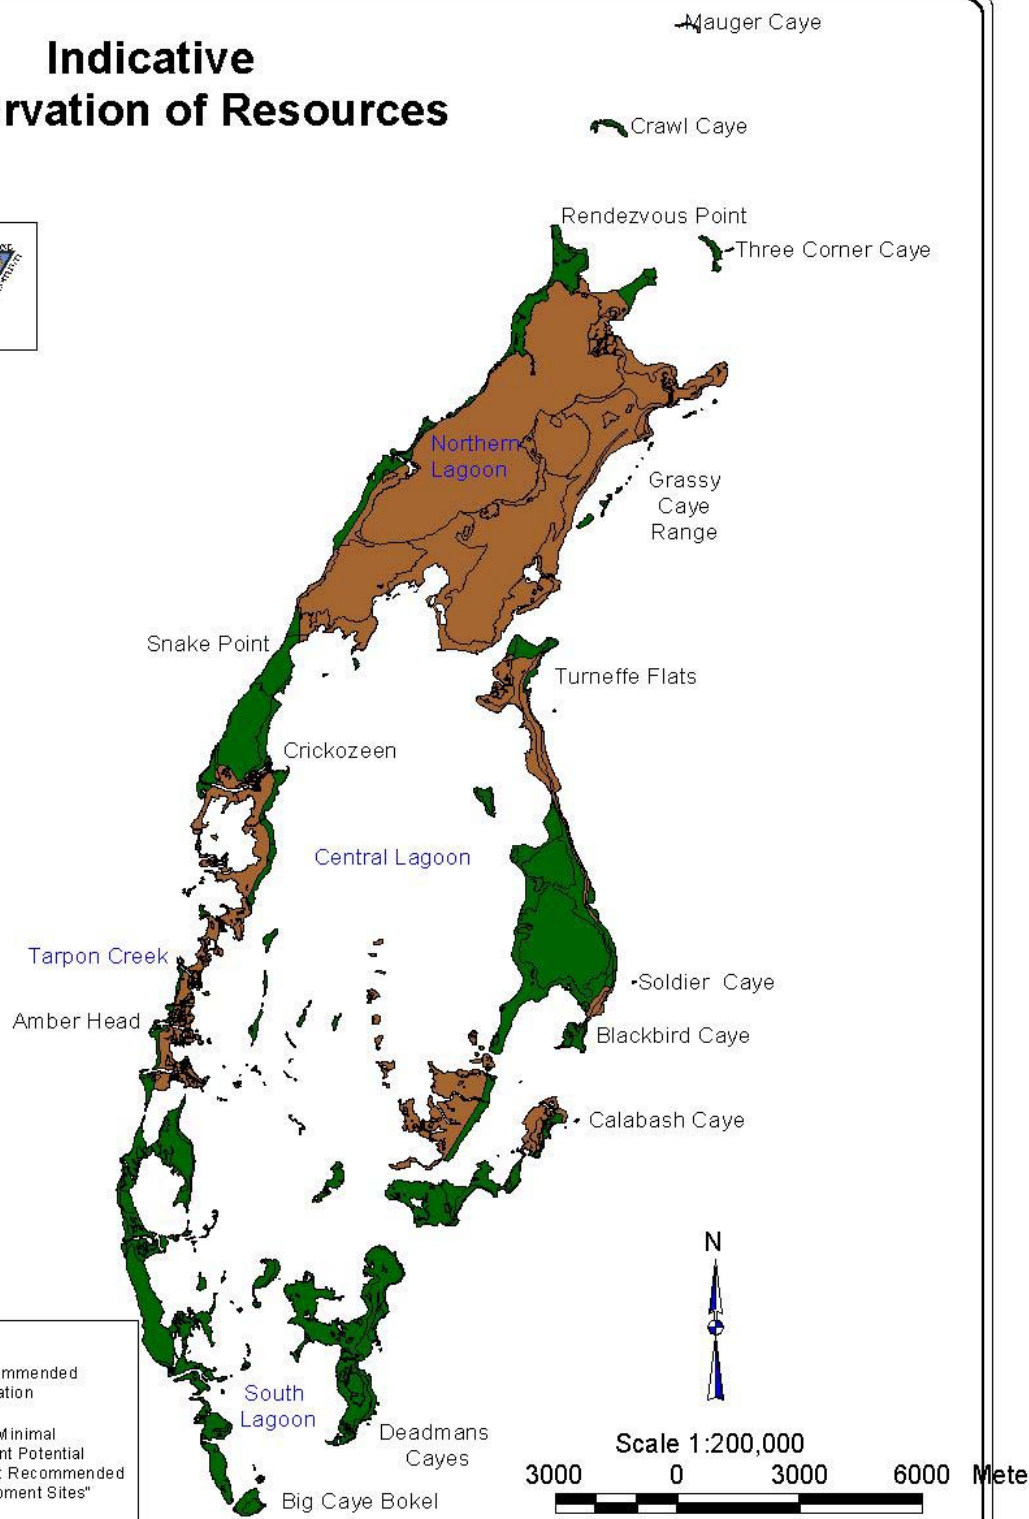 Mauger Caye
Indicative
rvation of Resources
Crawl Caye
Rendezvous Point
Three Corner Caye
Northern
Lagoon
Grassy
Caye
Range
Snake Point
Turneffe Flats
Crickozeen
Central Lagoon
Tarpon Creek
Soldier Caye
Amber Head
Blackbird Caye
Calabash Caye
N
mmended
ation
Minimal
nt Potential
t Recommended
pment Sites"
South
Lagoon
Deadmans
Cayes
Big Caye Bokel
Scale 1:200,000
3000 0 3000 6000 Mete